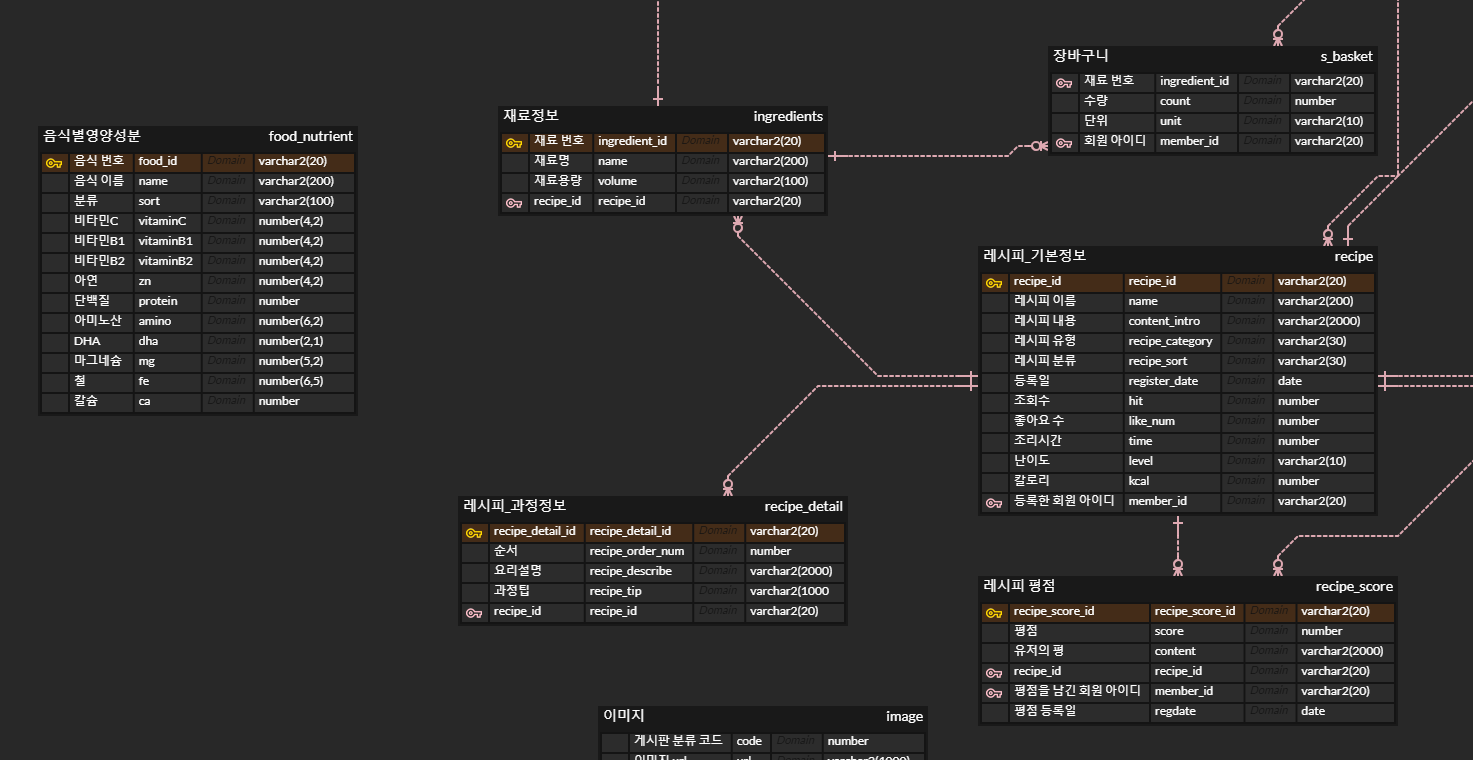 음식별영양성분 food_nutrient
음식 번호 food_id Domain varchar2(20)
음식 이름 name Domain varchar2(200)
분류 sort Domain varchar2(100)
비타민C vitaminC Domain number(4,2)
비타민B1 vitaminB1 Domain number(4,2)
비타민B2 vitaminB2 Domain number(4,2)
아연 zn Domain number(4,2)
단백질 protein Domain number
아미노산 amino Domain number(6,2)
DHA dha Domain number(2,1)
마그네슘 mg Domain number(5,2)
철 fe Domain number(6,5)
칼슘 ca Domain number
재료정보 ingredients
재료 번호 ingredient_id Domain varchar2(20)
재료명 name Domain varchar2(200)
재료용량 volume Domain varchar2(100)
recipe_id recipe_id Domain varchar2(20)
장바구니 s_basket
재료 번호 ingredient_id Domain varchar2(20)
수량 count Domain number
단위 unit Domain varchar2(10)
회원 아이디 member_id Domain varchar2(20)
레시피_기본정보 recipe
recipe_id recipe_id Domain varchar2(20)
레시피 이름 name Domain varchar2(200)
레시피 내용 content_intro Domain varchar2(2000)
레시피 유형 recipe_category Domain varchar2(30)
레시피 분류 recipe_sort Domain varchar2(30)
등록일 register_date Domain date
조회수 hit Domain number
좋아요 수 like_num Domain number
조리시간 time Domain number
난이도 level Domain varchar2(10)
칼로리 kcal Domain number
등록한 회원 아이디 member_id Domain varchar2(20)
레시피_과정정보 recipe_detail
recipe_detail_id recipe_detail_id Domain varchar2(20)
순서 recipe_order_num Domain number
요리설명 recipe_describe Domain varchar2(2000)
과정팁 recipe_tip Domain varchar2(1000
recipe_id recipe_id Domain varchar2(20)
레시피 평점 recipe_score
recipe_score_id recipe_score_id Domain varchar2(20)
평점 score Domain number
유저의 평 content Domain varchar2(2000)
recipe_id recipe_id Domain varchar2(20)
평점을 남긴 회원 아이디 member_id Domain varchar2(20)
평점 등록일 regdate Domain date
이미지 image
게시판 분류 코드 code Domain number